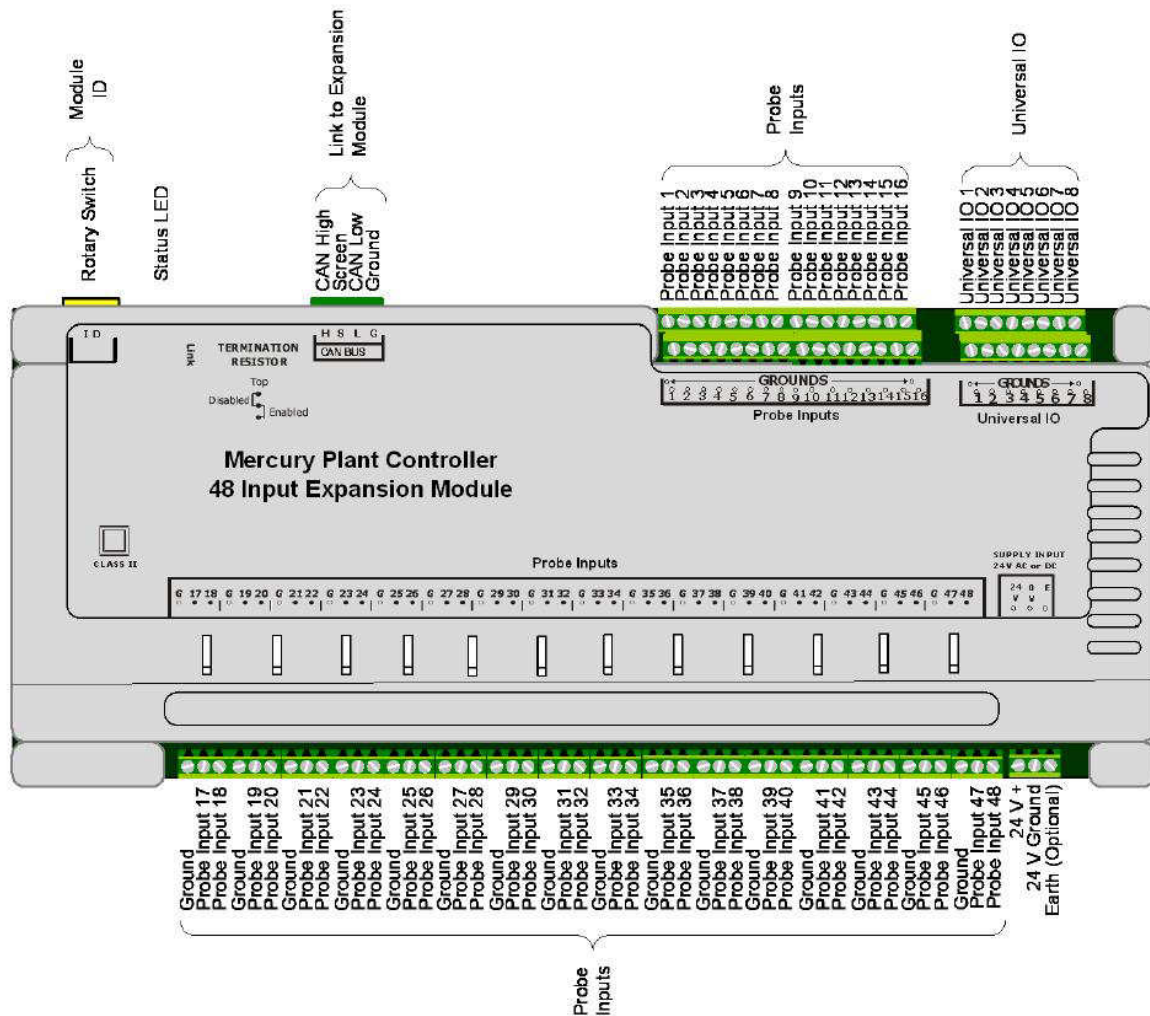 Module
ID
Rotary Switch
Status LED
Link to Expansion
Module
CAN High
Screen
CAN Low
Ground
Probe
Inputs
Probe Input 1
Probe Input 2
Probe Input 3
Probe Input 4
Probe Input 5
Probe Input 6
Probe Input 7
Probe Input 8
Probe Input 9
Probe Input 10
Probe Input 11
Probe Input 12
Probe Input 13
Probe Input 14
Probe Input 15
Probe Input 16
Universal IO
Universal IO 1
Universal IO 2
Universal IO 3
Universal IO 4
Universal IO 5
Universal IO 6
Universal IO 7
Universal IO 8
ID
Link
TERMINATION
RESISTOR
Top
Disabled
Enabled
H S L G
CAN BUS
GROUNDS
1 2 3 4 5 6 7 8 9 10 11 12 13 14 15 16
Probe Inputs
GROUNDS
1 2 3 4 5 6 7 8
Universal IO
Mercury Plant Controller
48 Input Expansion Module
CLASS II
Probe Inputs
G 17 18 G 19 20 G 21 22 G 23 24 G 25 26 G 27 28 G 29 30 G 31 32 G 33 34 G 35 36 G 37 38 G 39 40 G 41 42 G 43 44 G 45 46 G 47 48
SUPPLY INPUT
24V AC or DC
24 0 E
V V
Ground
Probe Input 17
Probe Input 18
Ground
Probe Input 19
Probe Input 20
Ground
Probe Input 21
Probe Input 22
Ground
Probe Input 23
Probe Input 24
Ground
Probe Input 25
Probe Input 26
Ground
Probe Input 27
Probe Input 28
Ground
Probe Input 29
Probe Input 30
Ground
Probe Input 31
Probe Input 32
Ground
Probe Input 33
Probe Input 34
Ground
Probe Input 35
Probe Input 36
Ground
Probe Input 37
Probe Input 38
Ground
Probe Input 39
Probe Input 40
Ground
Probe Input 41
Probe Input 42
Ground
Probe Input 43
Probe Input 44
Ground
Probe Input 45
Probe Input 46
Ground
Probe Input 47
Probe Input 48
24 V +
24 V Ground
Earth (Optional)
Probe
Inputs